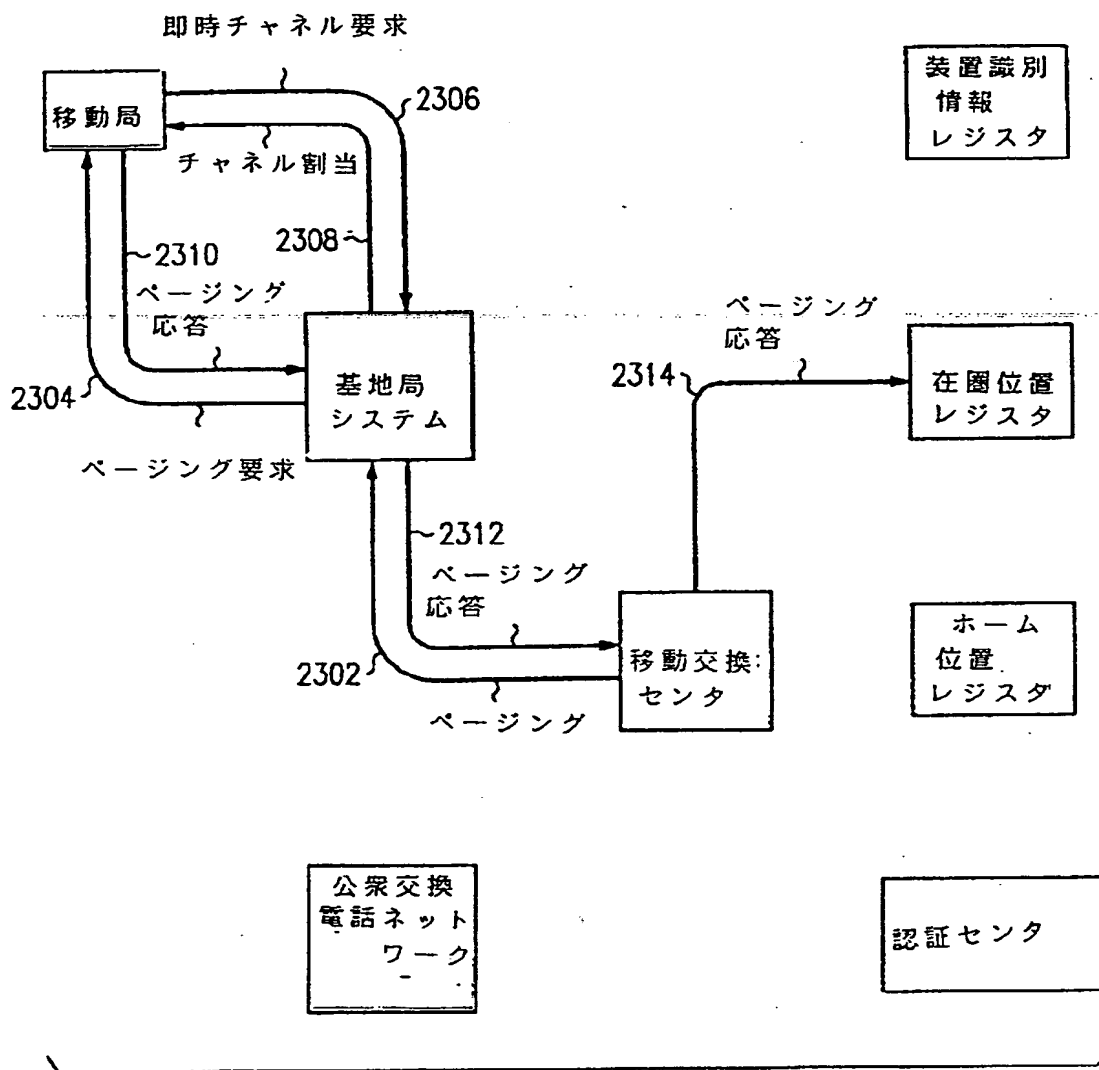 即時チャネル要求
移動局
2306
装置識別
情報
レジスタ
チャネル割当
2310
2308
ページング
応答
ページング
応答
2304
基地局
システム
2314
在圏位置
レジスタ
ページング要求
2312
ページング
応答
ホーム
位置
レジスタ
2302
移動交換
センタ
ページング
公衆交換
電話ネット
ワーク
認証センタ